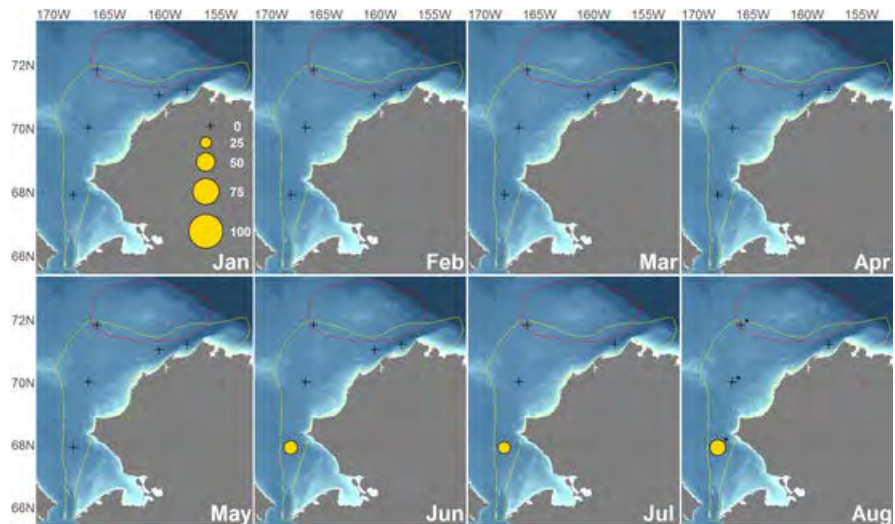 170W 165W 160W 155W 170W 165W 160W 155W 170W 165W 160W 155W 170W 165W 160W 155W
72N
70N
68N
66N
0
25
50
75
100
Jan Feb Mar Apr
72N
70N
68N
66N
May Jun Jul Aug